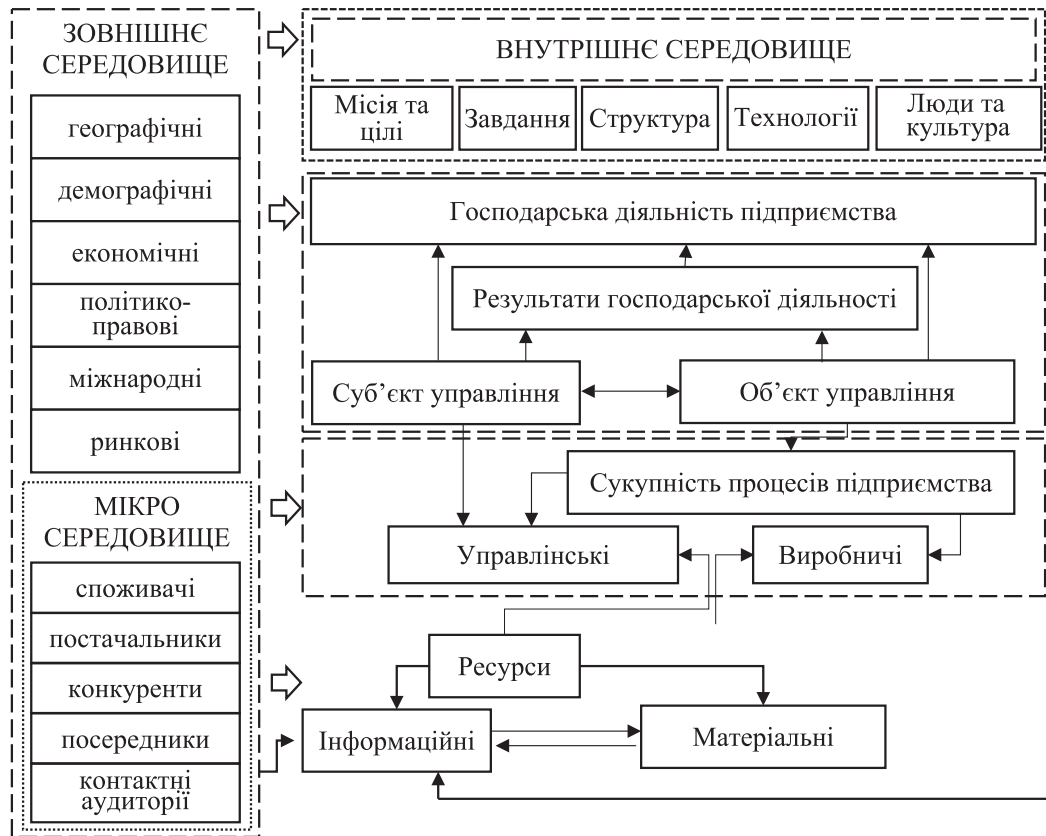 ЗОВНІШНЄ
СЕРЕДОВИЩЕ
географічні
демографічні
економічні
політико-
правові
міжнародні
ринкові
МІКРО
СЕРЕДОВИЩЕ
споживачі
постачальники
конкуренти
посередники
контактні
аудиторії
ВНУТРІШНЄ СЕРЕДОВИЩЕ
Місія та
цілі
Завдання
Структура
Технології
Люди та
культура
Господарська діяльність підприємства
Результати господарської діяльності
Суб’єкт управління
Об’єкт управління
Сукупність процесів підприємства
Управлінські
Виробничі
Ресурси
Інформаційні
Матеріальні